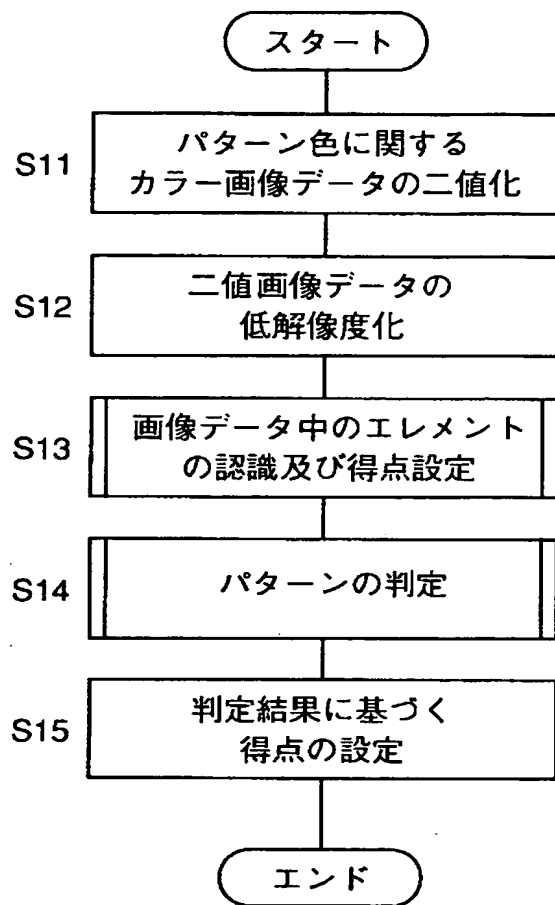 スタート
S11
パターン色に関する
カラー画像データの二値化
S12
二値画像データの
低解像度化
S13
画像データ中のエレメント
の認識及び得点設定
S14
パターンの判定
S15
判定結果に基づく
得点の設定
エンド